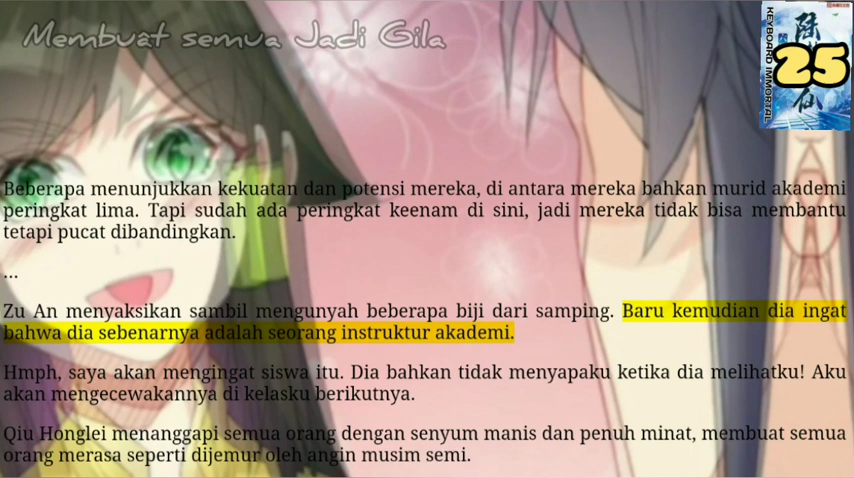 Membuat semua Jadi Gila
KEYBOARD IMMORTAL
25
Beberapa menunjukkan kekuatan dan potensi mereka, di antara mereka bahkan murid akademi
peringkat lima. Tapi sudah ada peringkat keenam di sini, jadi mereka tidak bisa membantu
tetapi pucat dibandingkan.
...
Zu An menyaksikan sambil mengunyah beberapa biji dari samping. Baru kemudian dia ingat
bahwa dia sebenarnya adalah seorang instruktur akademi.
Hmph, saya akan mengingat siswa itu. Dia bahkan tidak menyapaku ketika dia melihatku! Aku
akan mengecewakannya di kelasku berikutnya.
Qiu Honglei menanggapi semua orang dengan senyum manis dan penuh minat, membuat semua
orang merasa seperti dijemur oleh angin musim semi.